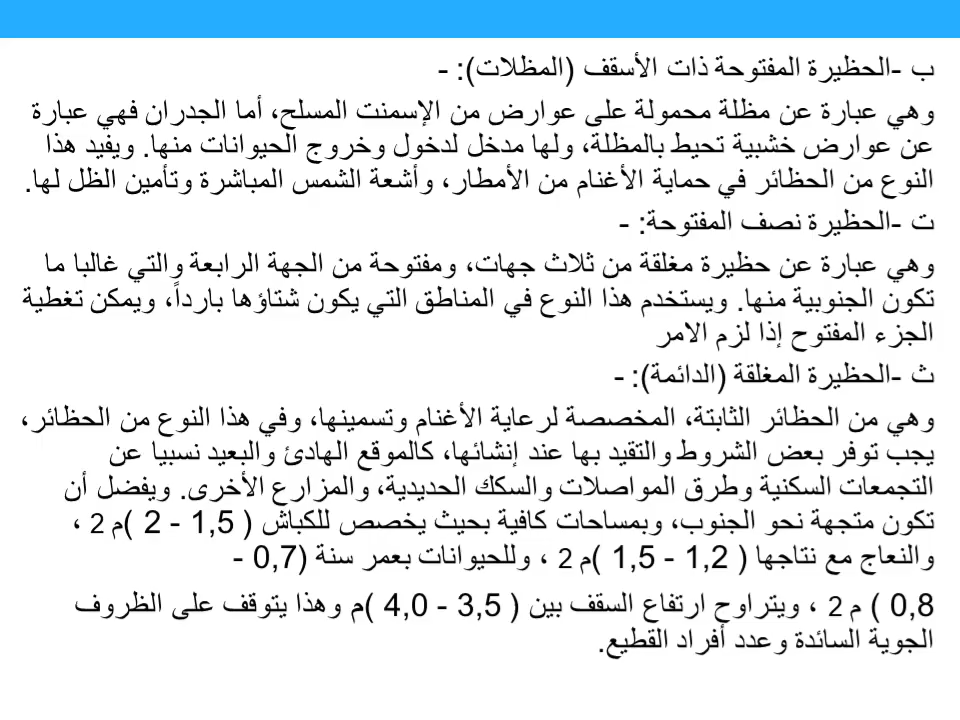 ب -الحظيرة المفتوحة ذات الأسقف (المظلات): -
وهي عبارة عن مظلة محمولة على عوارض من الإسمنت المسلح، أما الجدران فهي عبارة
عن عوارض خشبية تحيط بالمظلة، ولها مدخل لدخول وخروج الحيوانات منها. ويفيد هذا
النوع من الحظائر في حماية الأغنام من الأمطار، وأشعة الشمس المباشرة وتأمين الظل لها.
ت -الحظيرة نصف المفتوحة: -
وهي عبارة عن حظيرة مغلقة من ثلاث جهات، ومفتوحة من الجهة الرابعة والتي غالبا ما
تكون الجنوبية منها. ويستخدم هذا النوع في المناطق التي يكون شتاؤها بارداً، ويمكن تغطية
الجزء المفتوح إذا لزم الامر
ث -الحظيرة المغلقة (الدائمة): -
وهي من الحظائر الثابتة، المخصصة لرعاية الأغنام وتسمينها، وفي هذا النوع من الحظائر،
يجب توفر بعض الشروط والتقيد بها عند إنشائها، كالموقع الهادئ والبعيد نسبيا عن
التجمعات السكنية وطرق المواصلات والسكك الحديدية، والمزارع الأخرى. ويفضل أن
تكون متجهة نحو الجنوب، وبمساحات كافية بحيث يخصص للكباش ( 1,5 - 2 )م 2 ،
والنعاج مع نتاجها ( 1,2 - 1,5 )م 2 ، وللحيوانات بعمر سنة (0,7 -
0,8 ) م 2 ، ويتراوح ارتفاع السقف بين ( 3,5 - 4,0 )م وهذا يتوقف على الظروف
الجوية السائدة وعدد أفراد القطيع.